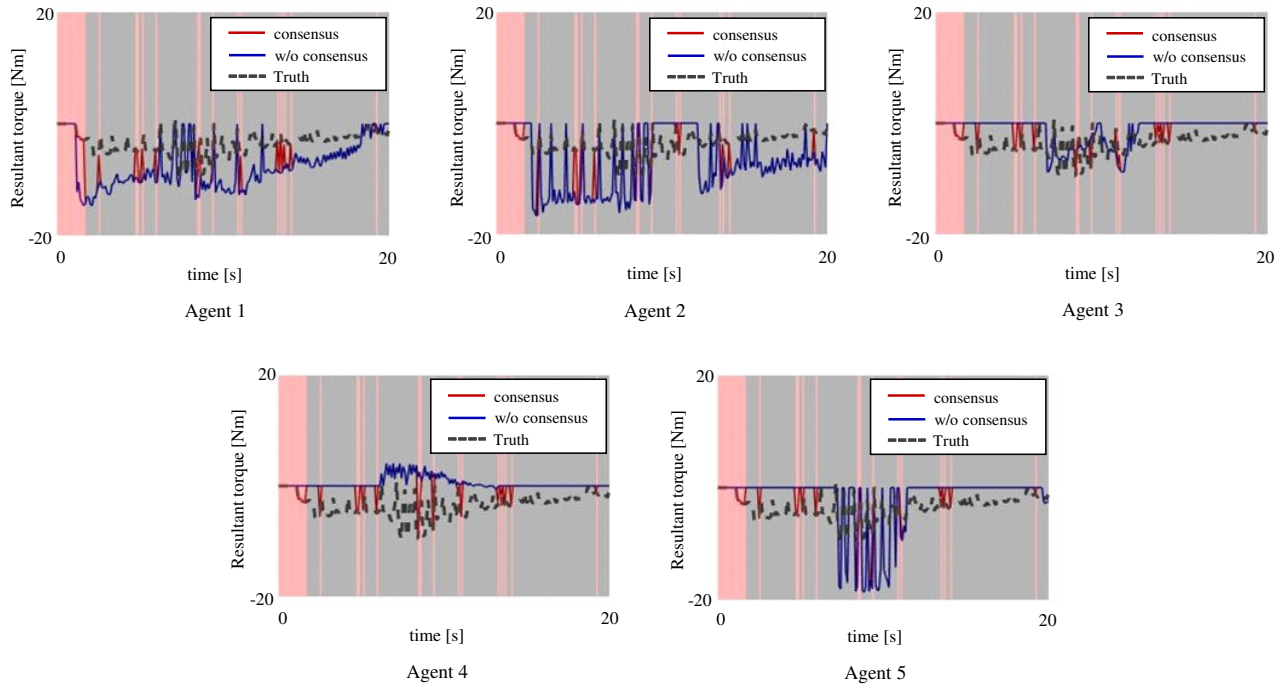 20
Resultant torque [Nm]
consensus
w/o consensus
Truth
-20
0
20
time [s]
Agent 1
20
Resultant torque [Nm]
consensus
w/o consensus
Truth
-20
0
20
time [s]
Agent 2
20
Resultant torque [Nm]
consensus
w/o consensus
Truth
-20
0
20
time [s]
Agent 3
20
Resultant torque [Nm]
consensus
w/o consensus
Truth
-20
0
20
time [s]
Agent 4
20
Resultant torque [Nm]
consensus
w/o consensus
Truth
-20
0
20
time [s]
Agent 5